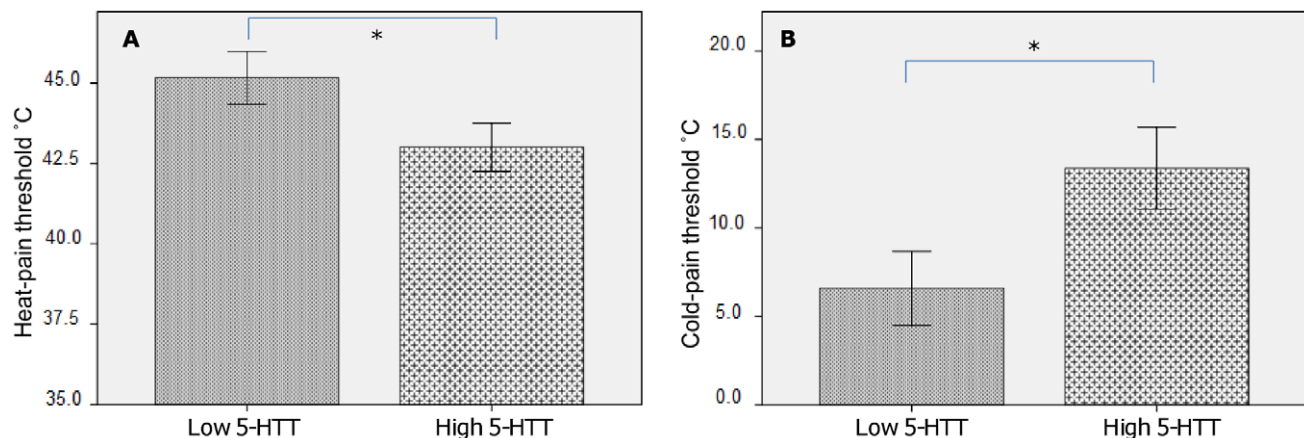 A
*
Heat-pain threshold ˚C
45.0
42.5
40.0
37.5
35.0
Low 5-HTT
High 5-HTT
B
*
Cold-pain threshold ˚C
20.0
15.0
10.0
5.0
0.0
Low 5-HTT
High 5-HTT